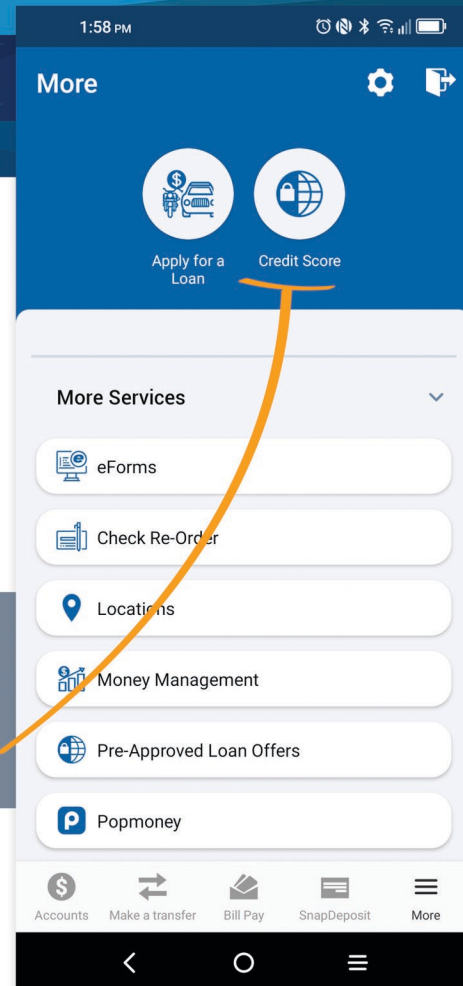 1:58 PM
More
Apply for a
Loan
Credit Score
More Services
eForms
Check Re-Order
Locations
Money Management
Pre-Approved Loan Offers
Popmoney
Accounts
Make a transfer
Bill Pay
SnapDeposit
More